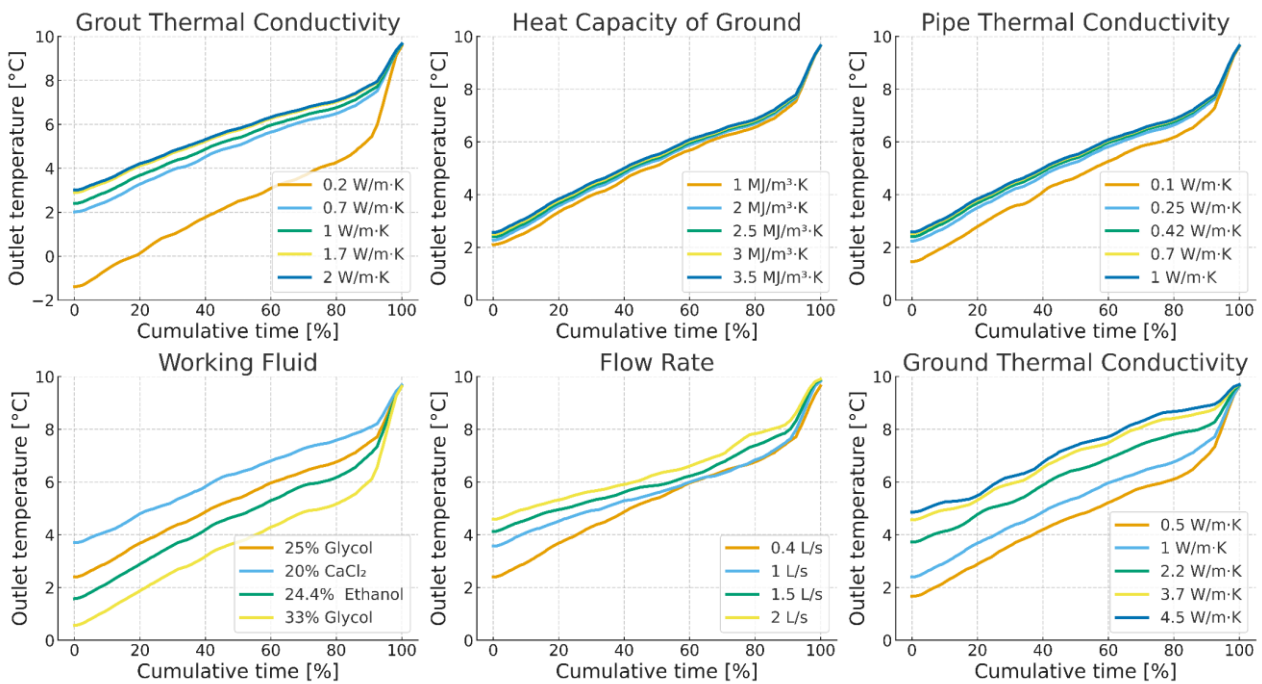 Grout Thermal Conductivity
Outlet temperature [°C]
10
8
6
4
2
0
−2
0.2 W/m·K
0.7 W/m·K
1 W/m·K
1.7 W/m·K
2 W/m·K
0 20 40 60 80 100
Cumulative time [%]
Heat Capacity of Ground
Outlet temperature [°C]
10
8
6
4
2
0
1 MJ/m³·K
2 MJ/m³·K
2.5 MJ/m³·K
3 MJ/m³·K
3.5 MJ/m³·K
0 20 40 60 80 100
Cumulative time [%]
Pipe Thermal Conductivity
Outlet temperature [°C]
10
8
6
4
2
0
0.1 W/m·K
0.25 W/m·K
0.42 W/m·K
0.7 W/m·K
1 W/m·K
0 20 40 60 80 100
Cumulative time [%]
Working Fluid
Outlet temperature [°C]
10
8
6
4
2
0
25% Glycol
20% CaCl₂
24.4% Ethanol
33% Glycol
0 20 40 60 80 100
Cumulative time [%]
Flow Rate
Outlet temperature [°C]
10
8
6
4
2
0
0.4 L/s
1 L/s
1.5 L/s
2 L/s
0 20 40 60 80 100
Cumulative time [%]
Ground Thermal Conductivity
Outlet temperature [°C]
10
8
6
4
2
0
0.5 W/m·K
1 W/m·K
2.2 W/m·K
3.7 W/m·K
4.5 W/m·K
0 20 40 60 80 100
Cumulative time [%]